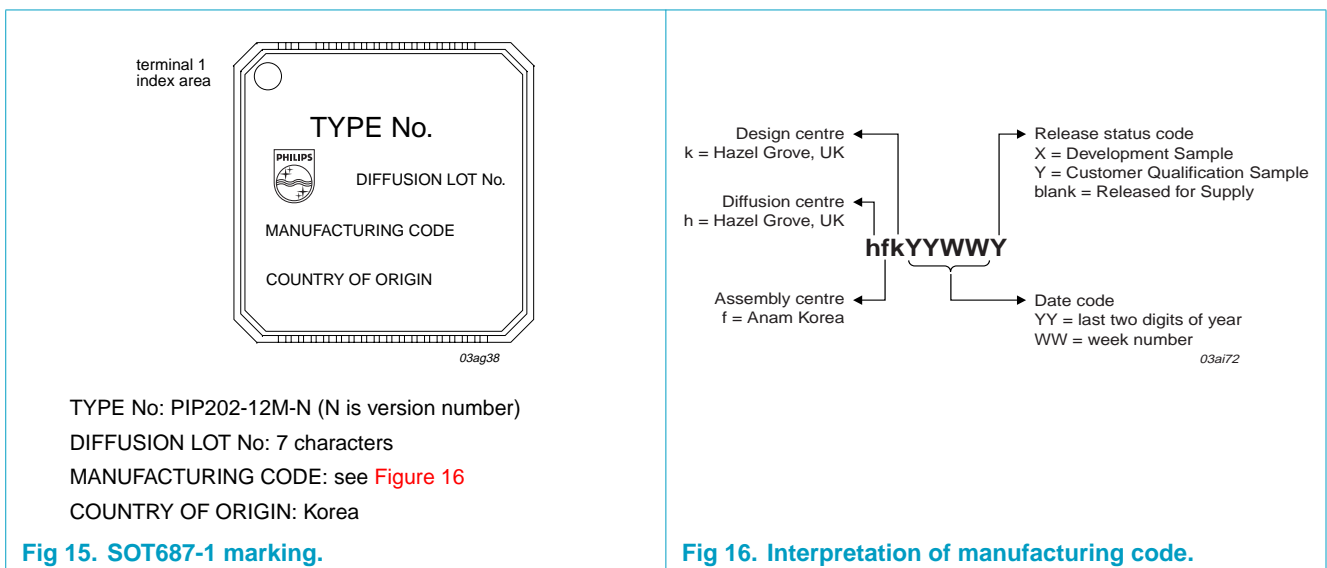 terminal 1
index area
TYPE No.
PHILIPS
DIFFUSION LOT No.
MANUFACTURING CODE
COUNTRY OF ORIGIN
03ag38
TYPE No: PIP202-12M-N (N is version number)
DIFFUSION LOT No: 7 characters
MANUFACTURING CODE: see Figure 16
COUNTRY OF ORIGIN: Korea
Fig 15. SOT687-1 marking.
Design centre
k = Hazel Grove, UK
Diffusion centre
h = Hazel Grove, UK
Assembly centre
f = Anam Korea
hfkYYWWY
Release status code
X = Development Sample
Y = Customer Qualification Sample
blank = Released for Supply
Date code
YY = last two digits of year
WW = week number
03ai72
Fig 16. Interpretation of manufacturing code.